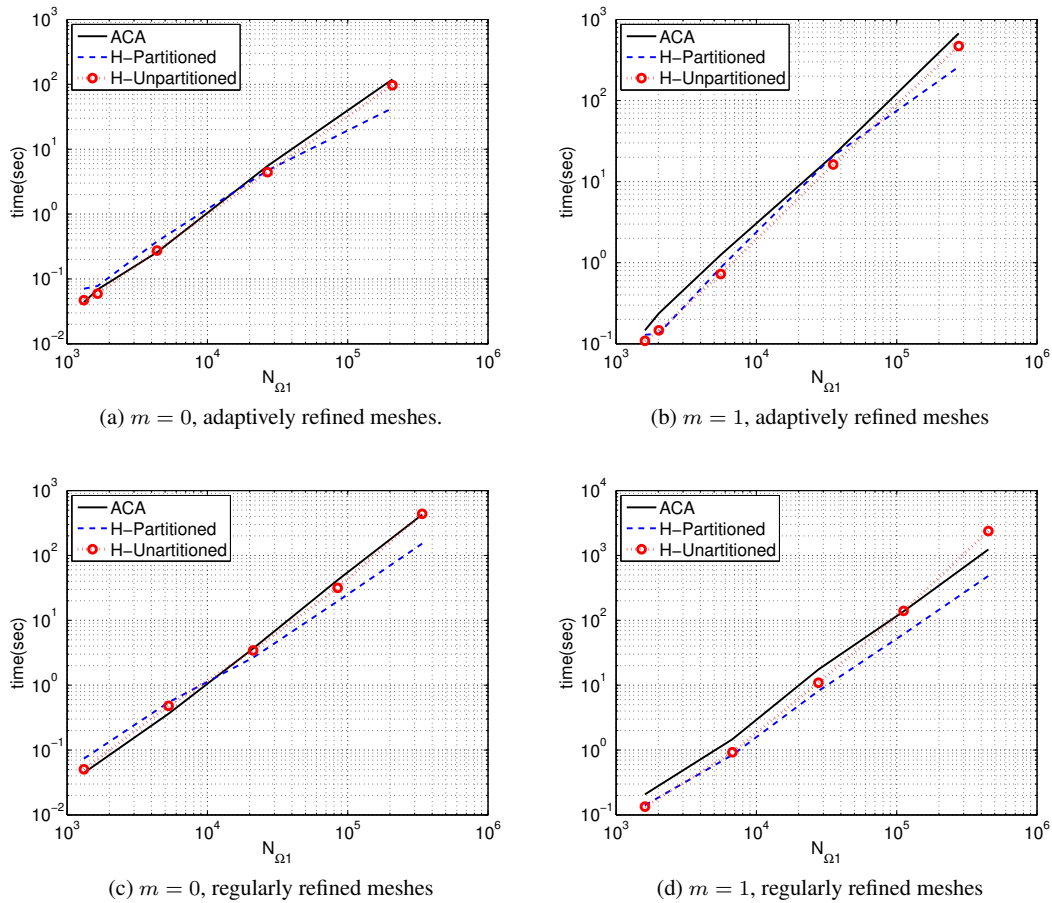 10^3
10^2
10^1
10^0
10^-1
10^-2
time(sec)
ACA
H-Partitioned
H-Unpartitioned
10^3 10^4 10^5 10^6
N_Ω1
(a) m = 0, adaptively refined meshes.
10^3
10^2
10^1
10^0
10^-1
time(sec)
ACA
H-Partitioned
H-Unpartitioned
10^3 10^4 10^5 10^6
N_Ω1
(b) m = 1, adaptively refined meshes
10^3
10^2
10^1
10^0
10^-1
10^-2
time(sec)
ACA
H-Partitioned
H-Unartitioned
10^3 10^4 10^5 10^6
N_Ω1
(c) m = 0, regularly refined meshes
10^4
10^3
10^2
10^1
10^0
10^-1
time(sec)
ACA
H-Partitioned
H-Unartitioned
10^3 10^4 10^5 10^6
N_Ω1
(d) m = 1, regularly refined meshes